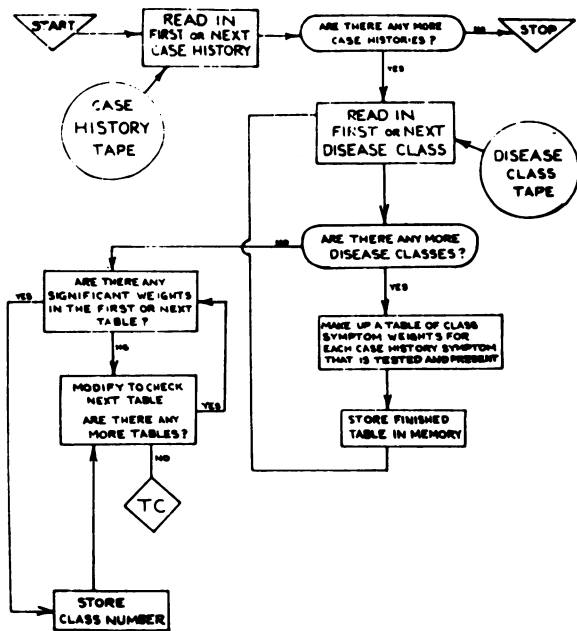 START
READ IN
FIRST OR NEXT
CASE HISTORY
ARE THERE ANY MORE
CASE HISTORIES?
NO
STOP
YES
CASE
HISTORY
TAPE
READ IN
FIRST OR NEXT
DISEASE CLASS
DISEASE
CLASS
TAPE
ARE THERE ANY MORE
DISEASE CLASSES?
NO
YES
ARE THERE ANY
SIGNIFICANT WEIGHTS
IN THE FIRST OR NEXT
TABLE?
YES
NO
MAKE UP A TABLE OF CLASS
SYMPTOM WEIGHTS FOR
EACH CASE HISTORY SYMPTOM
THAT IS TESTED AND PRESENT
MODIFY TO CHECK
NEXT TABLE
ARE THERE ANY
MORE TABLES?
YES
NO
STORE FINISHED
TABLE IN MEMORY
TC
STORE
CLASS NUMBER